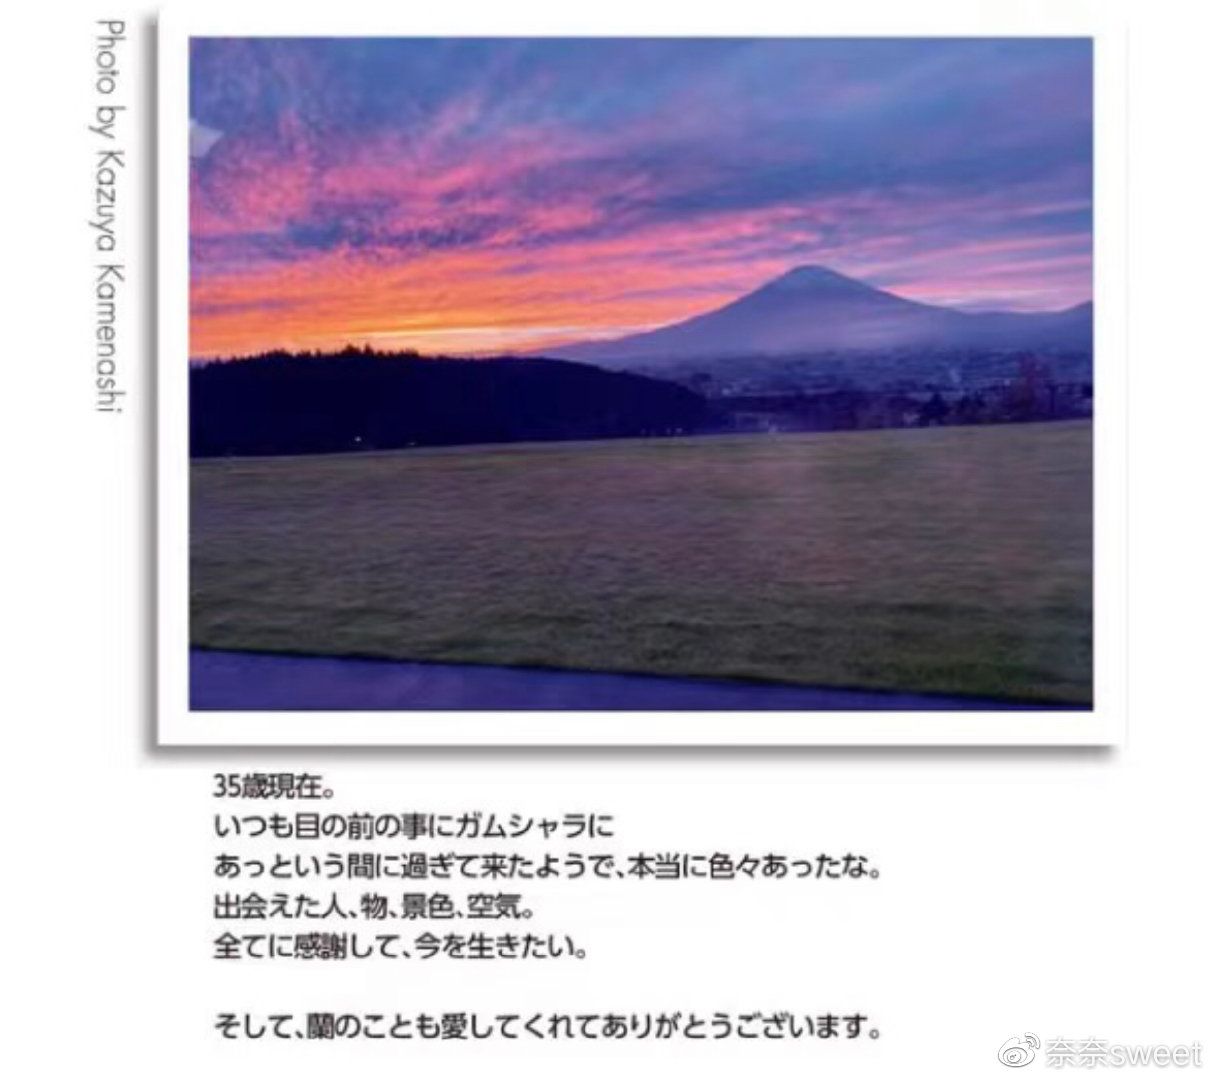 Photo by Kazuya Kamenashi
35歳現在。
いつも目の前の事にガムシャラに
あっという間に過ぎて来たようで、本当に色々あったな。
出会えた人、物、景色、空気。
全てに感謝して、今を生きたい。
そして、蘭のことも愛してくれてありがとうございます。
奈奈sweet